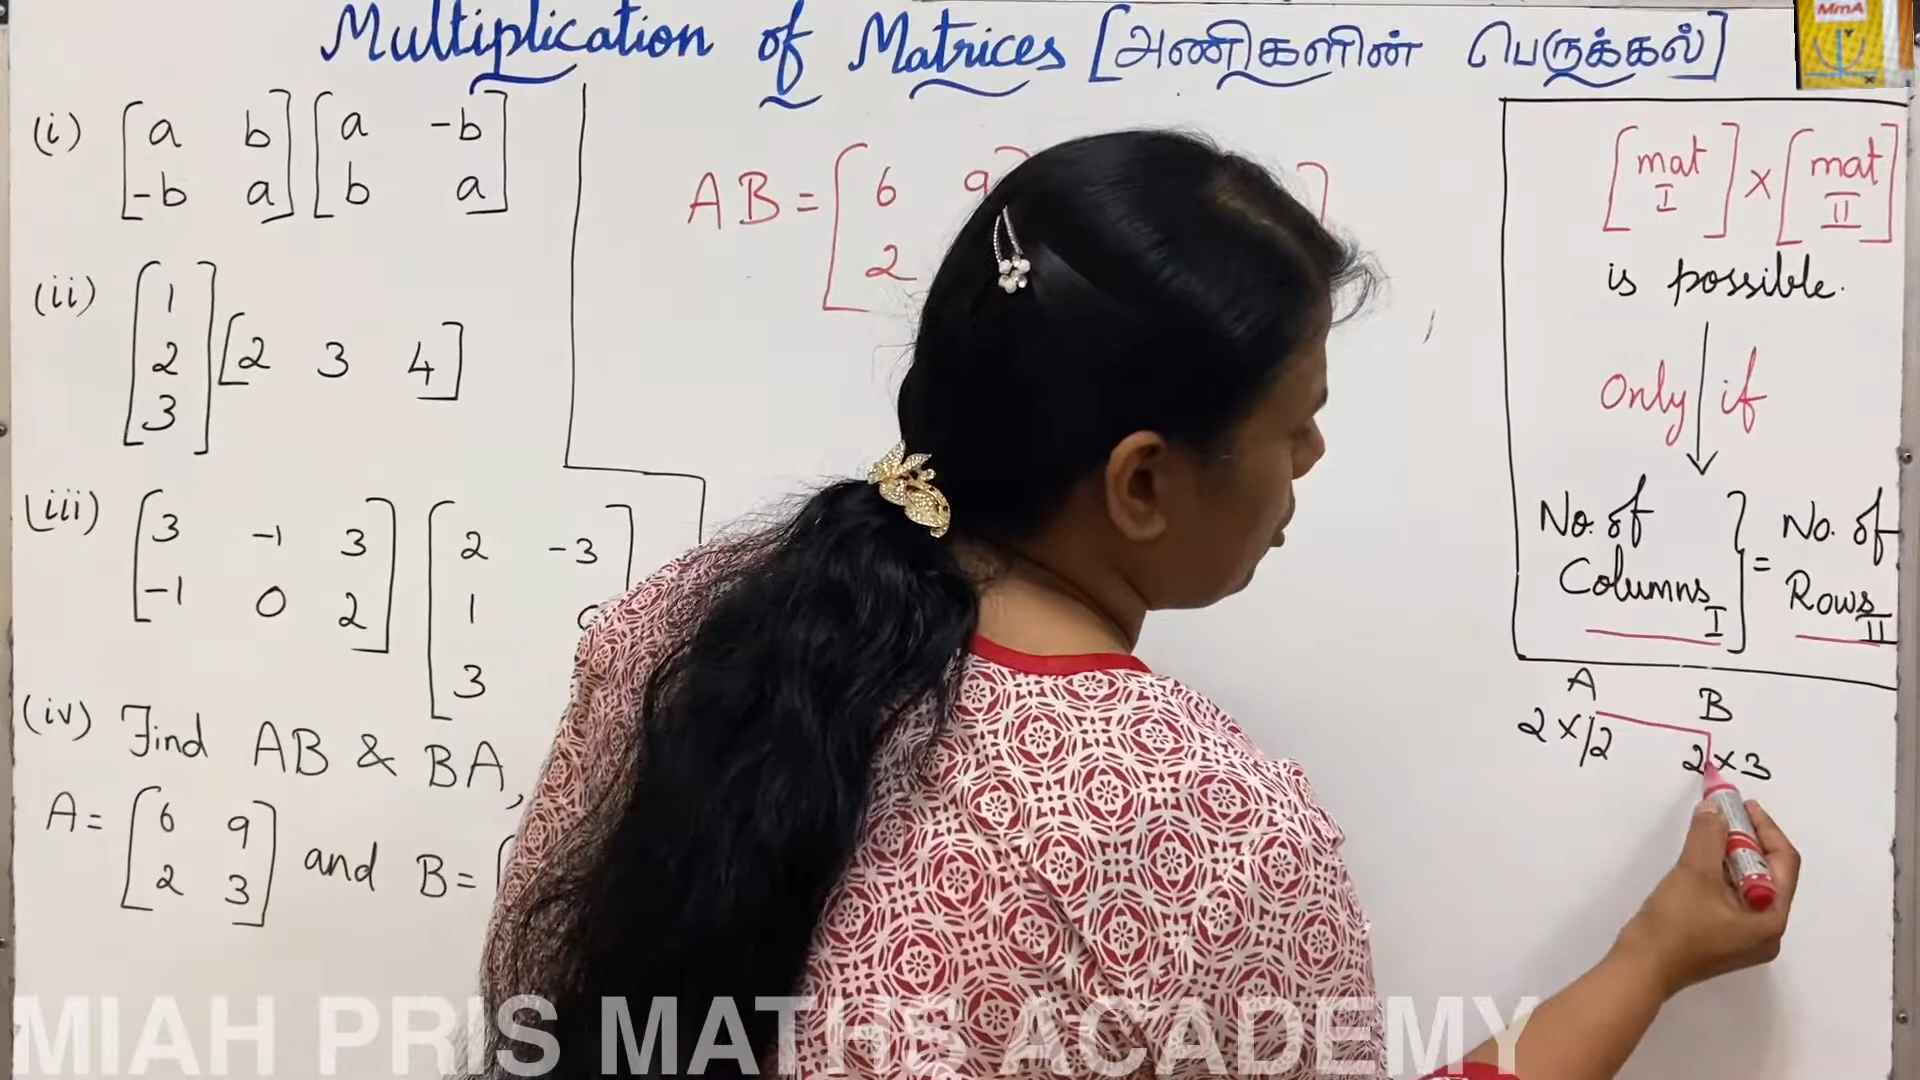 Multiplication of Matrices [அணிகளின் பெருக்கல்]
MMA
(i) [a b] [a -b]
[-b a] [b a]
(ii) [1]
[2] [2 3 4]
[3]
(iii) [3 -1 3] [2 -3]
[-1 0 2] [1
[3
(iv) Find AB & BA,
A = [6 9] and B = [
[2 3]
AB = [6 9
[2
[mat I] × [mat II]
is possible.
Only if
No. of Columns I } = No. of Rows II
A B
2 × 2 2 × 3
MIAH PRIS MATHS ACADEMY